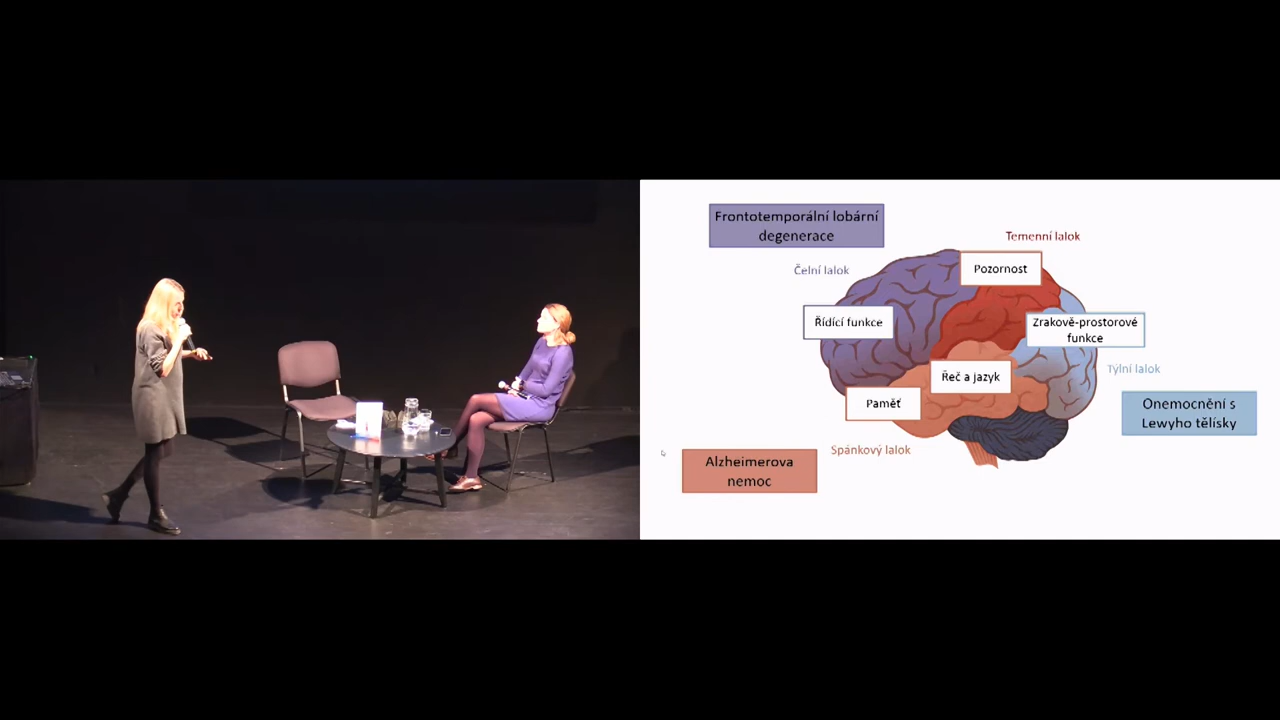 Frontotemporální lobární
degenerace
Temenní lalok
Čelní lalok
Pozornost
Řídící funkce
Zrakově-prostorové
funkce
Týlní lalok
Řeč a jazyk
Paměť
Onemocnění s
Lewyho tělísky
Spánkový lalok
Alzheimerova
nemoc